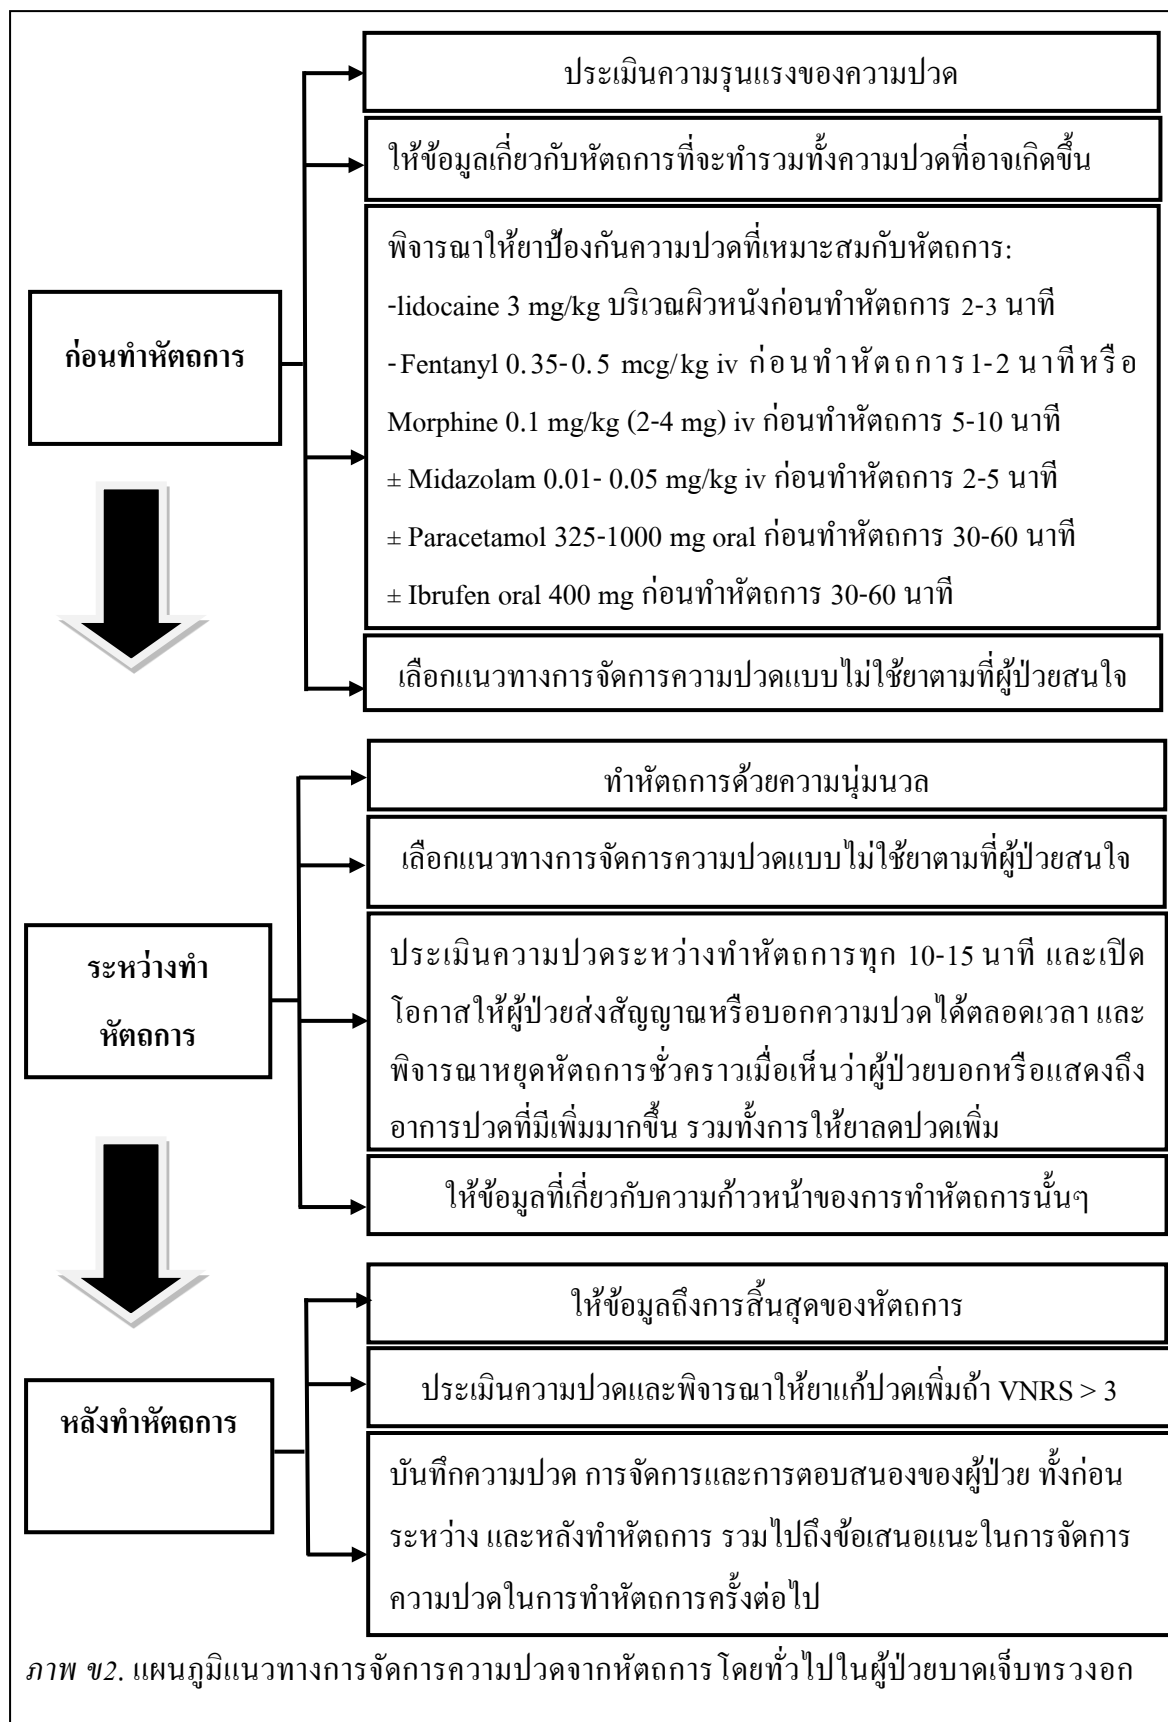 ก่อนทำหัตถการ
ประเมินความรุนแรงของความปวด
ให้ข้อมูลเกี่ยวกับหัตถการที่จะทำรวมทั้งความปวดที่อาจเกิดขึ้น
พิจารณาให้ยาป้องกันความปวดที่เหมาะสมกับหัตถการ:
-lidocaine 3 mg/kg บริเวณผิวหนังก่อนทำหัตถการ 2-3 นาที
-Fentanyl 0.35-0.5 mcg/kg iv ก่อนทำหัตถการ 1-2 นาทีหรือ
Morphine 0.1 mg/kg (2-4 mg) iv ก่อนทำหัตถการ 5-10 นาที
± Midazolam 0.01- 0.05 mg/kg iv ก่อนทำหัตถการ 2-5 นาที
± Paracetamol 325-1000 mg oral ก่อนทำหัตถการ 30-60 นาที
± Ibrufen oral 400 mg ก่อนทำหัตถการ 30-60 นาที
เลือกแนวทางการจัดการความปวดแบบไม่ใช้ยาตามที่ผู้ป่วยสนใจ
ระหว่างทำ
หัตถการ
ทำหัตถการด้วยความนุ่มนวล
เลือกแนวทางการจัดการความปวดแบบไม่ใช้ยาตามที่ผู้ป่วยสนใจ
ประเมินความปวดระหว่างทำหัตถการทุก 10-15 นาที และเปิด
โอกาสให้ผู้ป่วยส่งสัญญาณหรือบอกความปวดได้ตลอดเวลา และ
พิจารณาหยุดหัตถการชั่วคราวเมื่อเห็นว่าผู้ป่วยบอกหรือแสดงถึง
อาการปวดที่มีเพิ่มมากขึ้น รวมทั้งการให้ยาลดปวดเพิ่ม
ให้ข้อมูลที่เกี่ยวกับความก้าวหน้าของการทำหัตถการนั้นๆ
หลังทำหัตถการ
ให้ข้อมูลถึงการสิ้นสุดของหัตถการ
ประเมินความปวดและพิจารณาให้ยาแก้ปวดเพิ่มถ้า VNRS > 3
บันทึกความปวด การจัดการและการตอบสนองของผู้ป่วย ทั้งก่อน
ระหว่าง และหลังทำหัตถการ รวมไปถึงข้อเสนอแนะในการจัดการ
ความปวดในการทำหัตถการครั้งต่อไป
ภาพ ข2. แผนภูมิแนวทางการจัดการความปวดจากหัตถการ โดยทั่วไปในผู้ป่วยบาดเจ็บทรวงอก